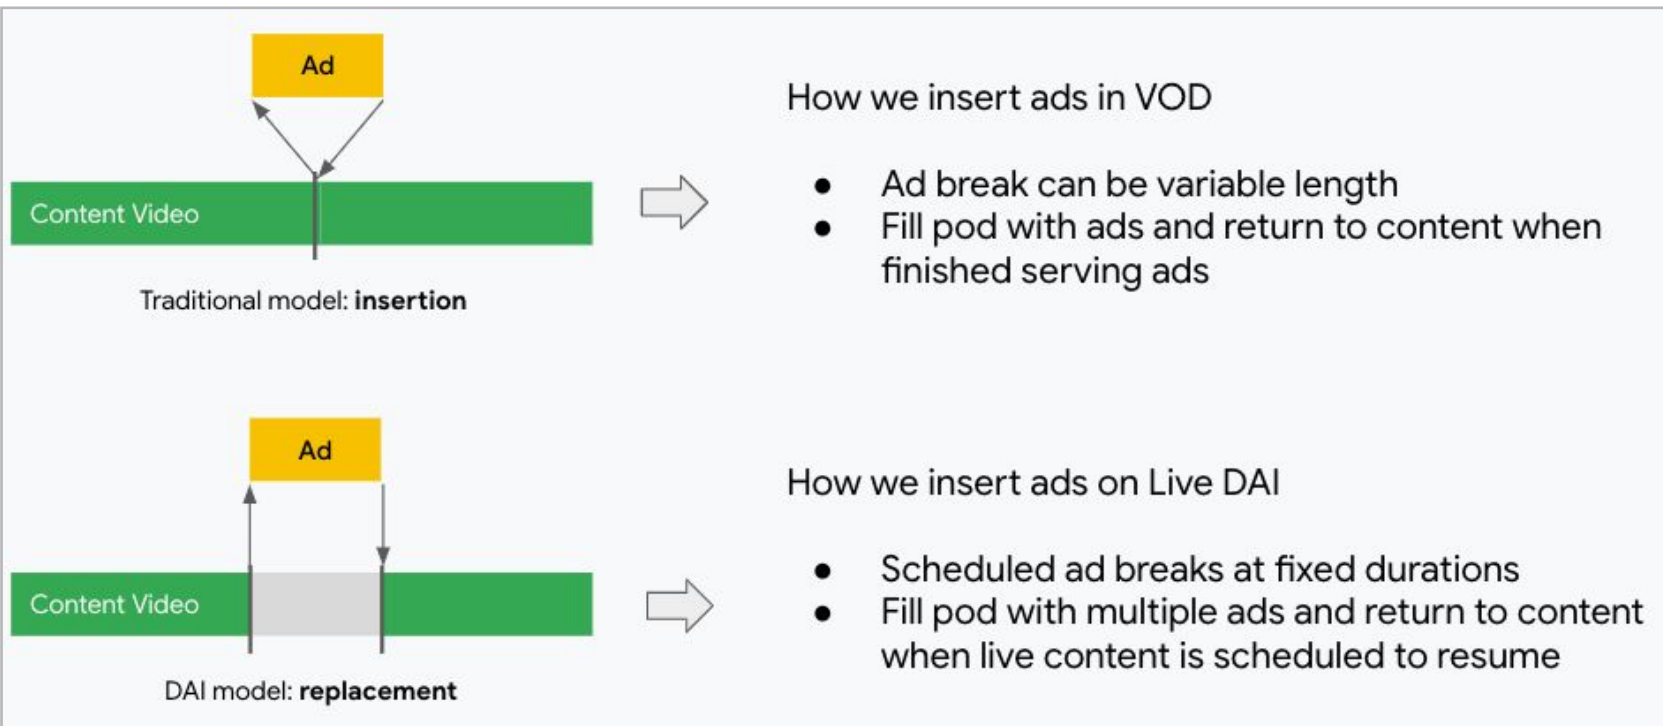 Ad
Content Video
Traditional model: insertion
How we insert ads in VOD
● Ad break can be variable length
● Fill pod with ads and return to content when
finished serving ads
Ad
Content Video
DAI model: replacement
How we insert ads on Live DAI
● Scheduled ad breaks at fixed durations
● Fill pod with multiple ads and return to content
when live content is scheduled to resume